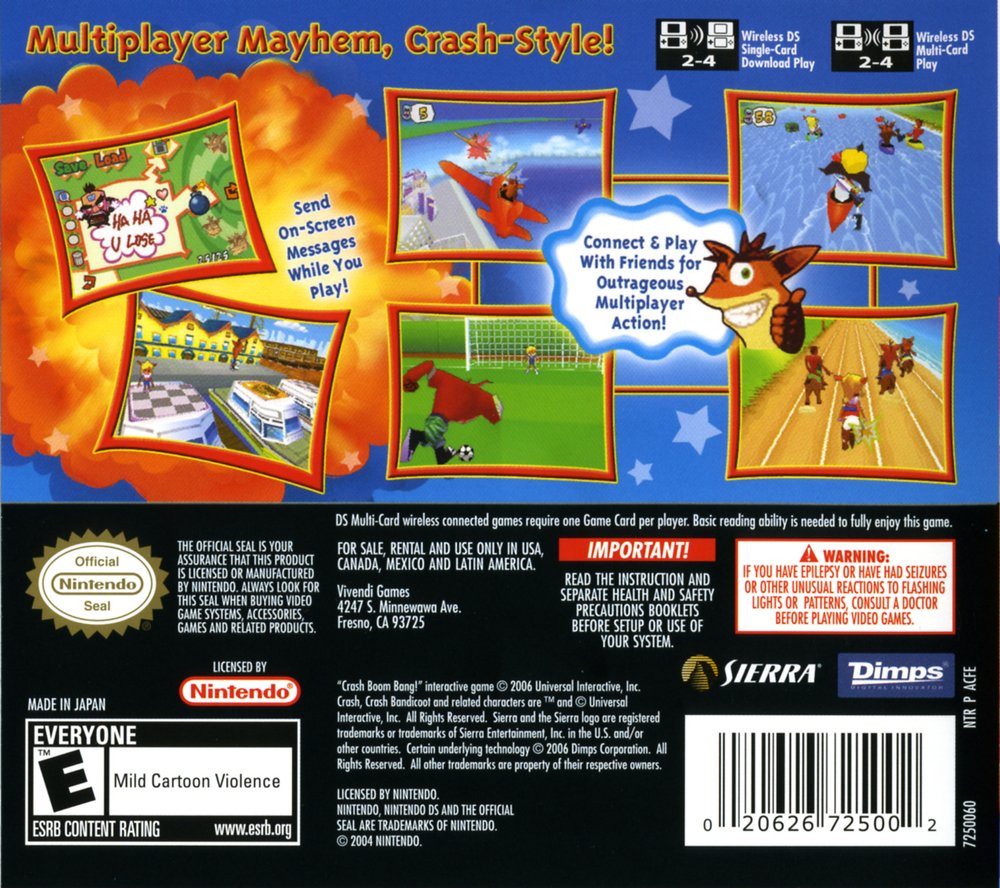 Multiplayer Mayhem, Crash-Style!
2-4
Wireless DS
Single-Card
Download Play
2-4
Wireless DS
Multi-Card
Play
Save Load
HA HA
U LOSE
25/25
Send
On-Screen
Messages
While You
Play!
5
58
Connect & Play
With Friends for
Outrageous
Multiplayer
Action!
DS Multi-Card wireless connected games require one Game Card per player. Basic reading ability is needed to fully enjoy this game.
Official
Nintendo
Seal
®
THE OFFICIAL SEAL IS YOUR
ASSURANCE THAT THIS PRODUCT
IS LICENSED OR MANUFACTURED
BY NINTENDO. ALWAYS LOOK FOR
THIS SEAL WHEN BUYING VIDEO
GAME SYSTEMS, ACCESSORIES,
GAMES AND RELATED PRODUCTS.
FOR SALE, RENTAL AND USE ONLY IN USA,
CANADA, MEXICO AND LATIN AMERICA.
Vivendi Games
4247 S. Minnewawa Ave.
Fresno, CA 93725
IMPORTANT!
READ THE INSTRUCTION AND
SEPARATE HEALTH AND SAFETY
PRECAUTIONS BOOKLETS
BEFORE SETUP OR USE OF
YOUR SYSTEM.
WARNING:
IF YOU HAVE EPILEPSY OR HAVE HAD SEIZURES
OR OTHER UNUSUAL REACTIONS TO FLASHING
LIGHTS OR PATTERNS, CONSULT A DOCTOR
BEFORE PLAYING VIDEO GAMES.
SIERRA®
Dimps®
DIGITAL INNOVATOR
LICENSED BY
Nintendo®
MADE IN JAPAN
EVERYONE
TM
E
Mild Cartoon Violence
ESRB CONTENT RATING www.esrb.org
"Crash Boom Bang!" interactive game © 2006 Universal Interactive, Inc.
Crash, Crash Bandicoot and related characters are ™ and © Universal
Interactive, Inc. All Rights Reserved. Sierra and the Sierra logo are registered
trademarks or trademarks of Sierra Entertainment, Inc. in the U.S. and/or
other countries. Certain underlying technology © 2006 Dimps Corporation. All
Rights Reserved. All other trademarks are property of their respective owners.
LICENSED BY NINTENDO.
NINTENDO, NINTENDO DS AND THE OFFICIAL
SEAL ARE TRADEMARKS OF NINTENDO.
© 2004 NINTENDO.
0 20626 72500 2
NTR P ACFE
7250060